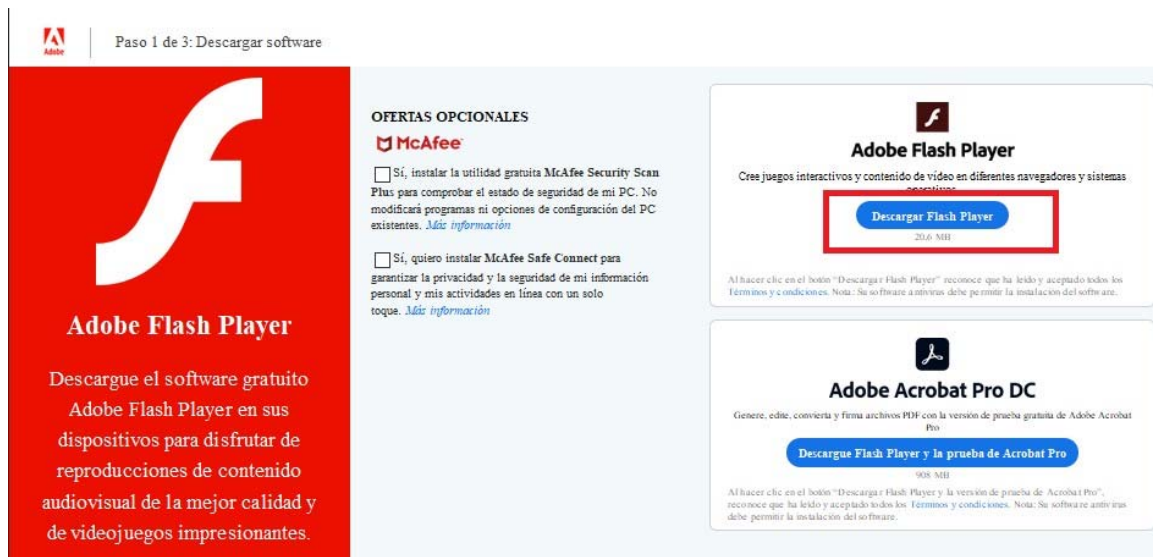 Adobe
Paso 1 de 3: Descargar software
Adobe Flash Player
Descargue el software gratuito
Adobe Flash Player en sus
dispositivos para disfrutar de
reproducciones de contenido
audiovisual de la mejor calidad y
de videojuegos impresionantes.
OFERTAS OPCIONALES
McAfee
Sí, instalar la utilidad gratuita McAfee Security Scan
Plus para comprobar el estado de seguridad de mi PC. No
modificará programas ni opciones de configuración del PC
existentes. Más información
Sí, quiero instalar McAfee Safe Connect para
garantizar la privacidad y la seguridad de mi información
personal y mis actividades en línea con un solo
toque. Más información
Adobe Flash Player
Cree juegos interactivos y contenido de vídeo en diferentes navegadores y sistemas
operativos
Descargar Flash Player
20,6 MB
Al hacer clic en el botón "Descargar Flash Player" reconoce que ha leído y aceptado todos los
Términos y condiciones. Nota: Su software antivirus debe permitir la instalación del software.
Adobe Acrobat Pro DC
Genere, edite, convierta y firma archivos PDF con la versión de prueba gratuita de Adobe Acrobat
Pro
Descargue Flash Player y la prueba de Acrobat Pro
908 MB
Al hacer clic en el botón "Descargar Flash Player y la versión de prueba de Acrobat Pro",
reconoce que ha leído y aceptado todos los Términos y condiciones. Nota: Su software antivirus
debe permitir la instalación del software.